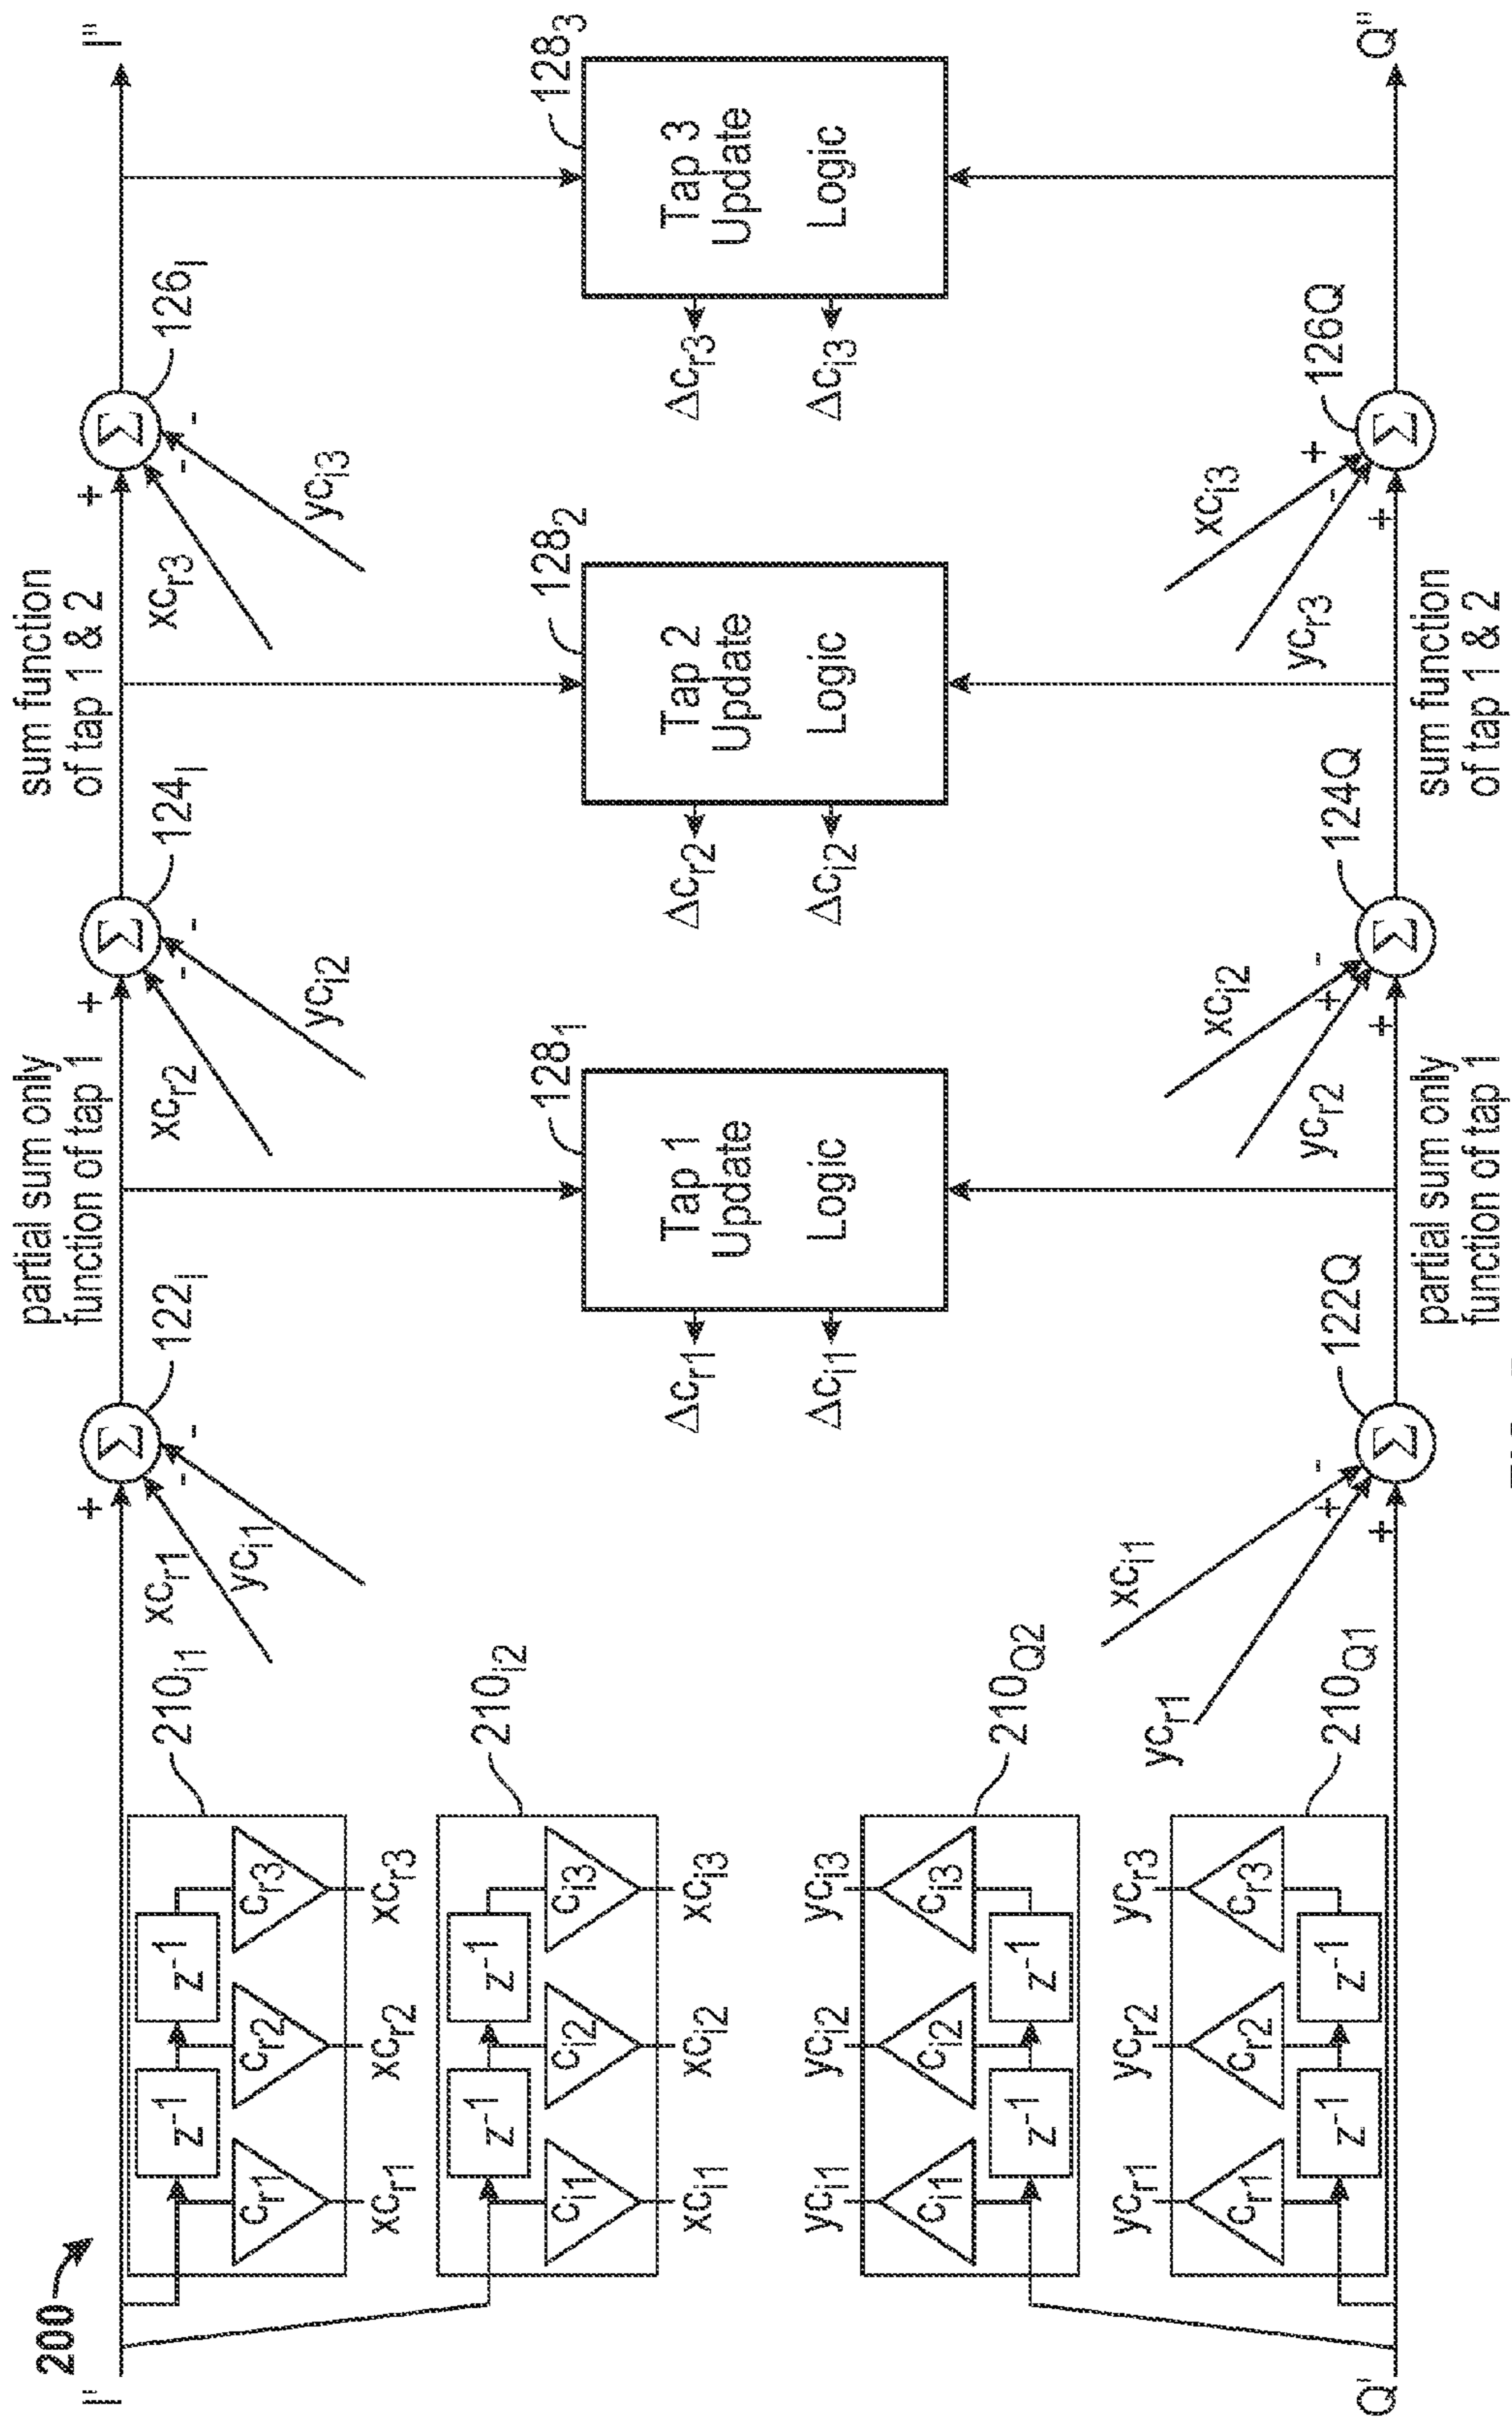 200
I'
I"
partial sum only
function of tap 1
sum function
of tap 1 & 2
+
Σ
122I
-
-
+
Σ
124I
-
-
+
Σ
126I
-
-
xcr1
yci1
xcr2
yci2
xcr3
yci3
210i1
z⁻¹
z⁻¹
cr1
cr2
cr3
xcr1
xcr2
xcr3
210i2
z⁻¹
z⁻¹
ci1
ci2
ci3
xci1
xci2
xci3
128₁
Tap 1
Update
Logic
Δcr1
Δci1
128₂
Tap 2
Update
Logic
Δcr2
Δci2
128₃
Tap 3
Update
Logic
Δcr3
Δci3
yci1
yci2
yci3
210Q2
ci1
ci2
ci3
z⁻¹
z⁻¹
ycr1
ycr2
ycr3
210Q1
cr1
cr2
cr3
z⁻¹
z⁻¹
xci1
ycr1
-
+
+
Σ
122Q
xci2
ycr2
-
+
+
Σ
124Q
xci3
ycr3
+
-
+
Σ
126Q
Q'
Q"
partial sum only
function of tap 1
sum function
of tap 1 & 2